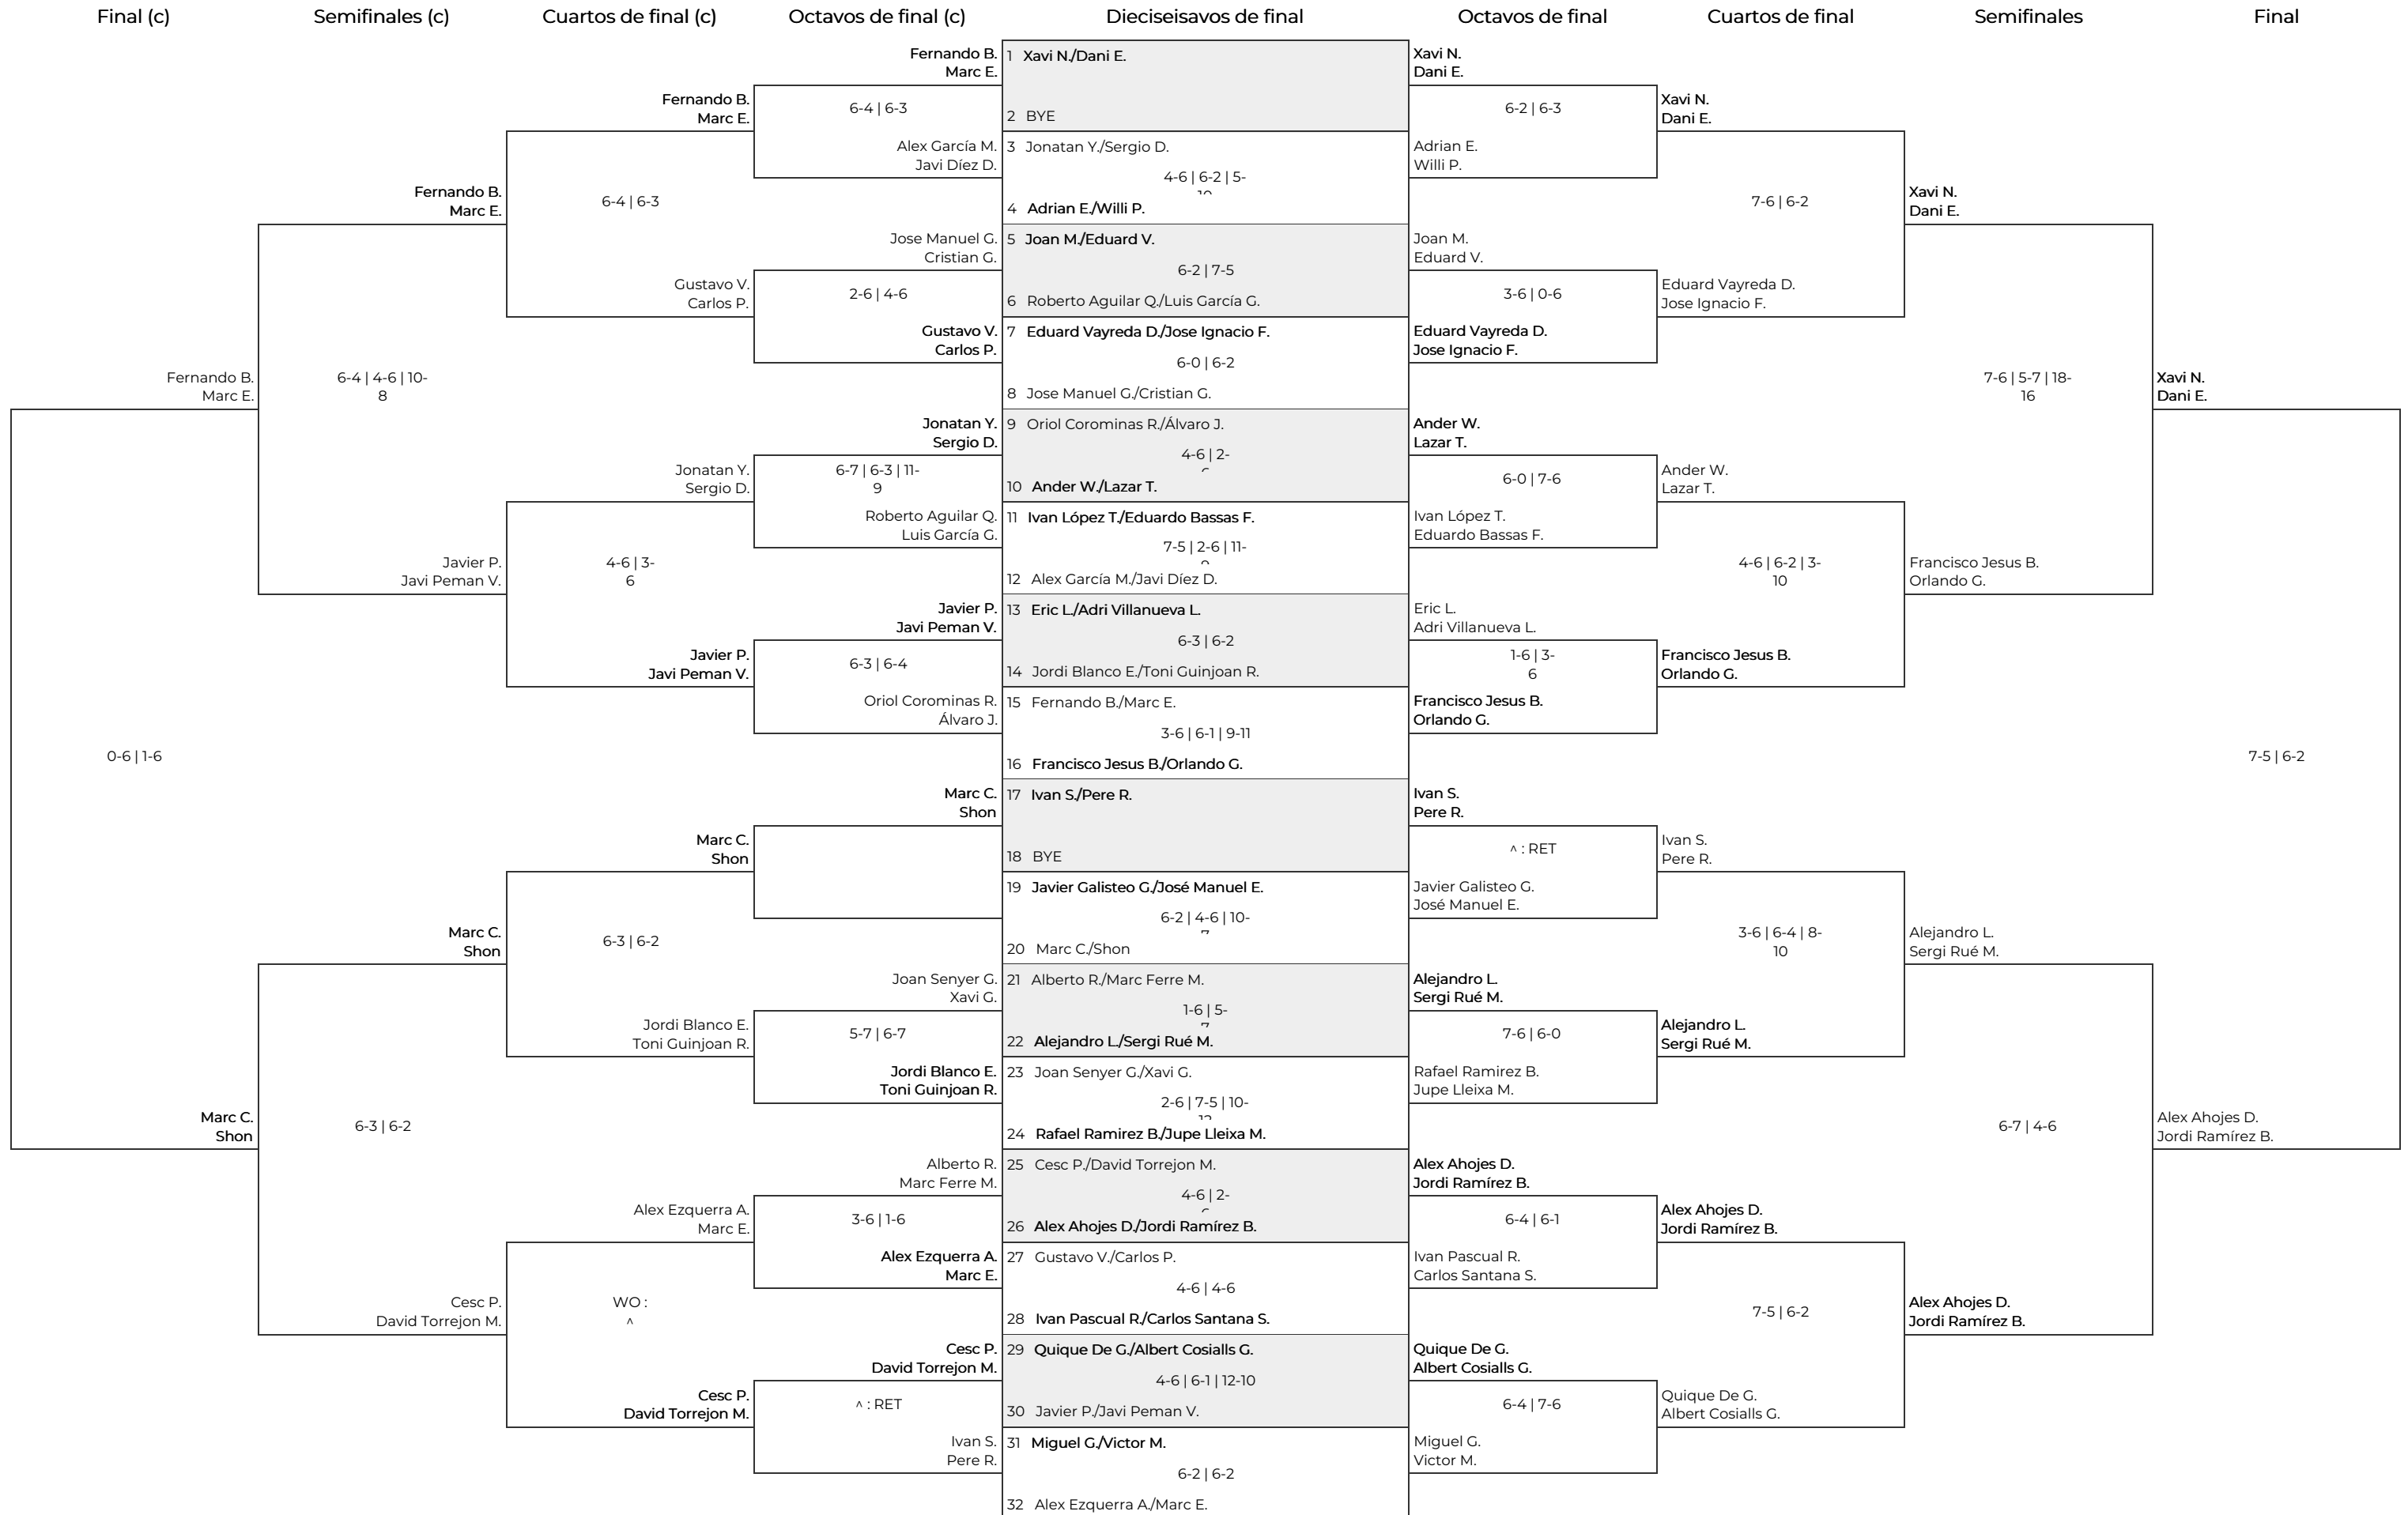 Final (c)
Semifinales (c)
Cuartos de final (c)
Octavos de final (c)
Dieciseisavos de final
Octavos de final
Cuartos de final
Semifinales
Final
Fernando B.
Marc E.
0-6 | 1-6
Marc C.
Shon
Fernando B.
Marc E.
6-4 | 4-6 | 10-
8
Javier P.
Javi Peman V.
Marc C.
Shon
6-3 | 6-2
Cesc P.
David Torrejon M.
Fernando B.
Marc E.
6-4 | 6-3
Gustavo V.
Carlos P.
Jonatan Y.
Sergio D.
4-6 | 3-
6
Javier P.
Javi Peman V.
Marc C.
Shon
6-3 | 6-2
Jordi Blanco E.
Toni Guinjoan R.
Alex Ezquerra A.
Marc E.
WO :
^
Cesc P.
David Torrejon M.
Fernando B.
Marc E.
6-4 | 6-3
Alex García M.
Javi Díez D.
Jose Manuel G.
Cristian G.
2-6 | 4-6
Gustavo V.
Carlos P.
Jonatan Y.
Sergio D.
6-7 | 6-3 | 11-
9
Roberto Aguilar Q.
Luis García G.
Javier P.
Javi Peman V.
6-3 | 6-4
Oriol Corominas R.
Álvaro J.
Marc C.
Shon
Joan Senyer G.
Xavi G.
5-7 | 6-7
Jordi Blanco E.
Toni Guinjoan R.
Alberto R.
Marc Ferre M.
3-6 | 1-6
Alex Ezquerra A.
Marc E.
Cesc P.
David Torrejon M.
^ : RET
Ivan S.
Pere R.
1 Xavi N./Dani E.
2 BYE
3 Jonatan Y./Sergio D.
4-6 | 6-2 | 5-
4 Adrian E./Willi P.
5 Joan M./Eduard V.
6-2 | 7-5
6 Roberto Aguilar Q./Luis García G.
7 Eduard Vayreda D./Jose Ignacio F.
6-0 | 6-2
8 Jose Manuel G./Cristian G.
9 Oriol Corominas R./Álvaro J.
4-6 | 2-
10 Ander W./Lazar T.
11 Ivan López T./Eduardo Bassas F.
7-5 | 2-6 | 11-
12 Alex García M./Javi Díez D.
13 Eric L./Adri Villanueva L.
6-3 | 6-2
14 Jordi Blanco E./Toni Guinjoan R.
15 Fernando B./Marc E.
3-6 | 6-1 | 9-11
16 Francisco Jesus B./Orlando G.
17 Ivan S./Pere R.
18 BYE
19 Javier Galisteo G./José Manuel E.
6-2 | 4-6 | 10-
20 Marc C./Shon
21 Alberto R./Marc Ferre M.
1-6 | 5-
22 Alejandro L./Sergi Rué M.
23 Joan Senyer G./Xavi G.
2-6 | 7-5 | 10-
24 Rafael Ramirez B./Jupe Lleixa M.
25 Cesc P./David Torrejon M.
4-6 | 2-
26 Alex Ahojes D./Jordi Ramírez B.
27 Gustavo V./Carlos P.
4-6 | 4-6
28 Ivan Pascual R./Carlos Santana S.
29 Quique De G./Albert Cosialls G.
4-6 | 6-1 | 12-10
30 Javier P./Javi Peman V.
31 Miguel G./Victor M.
6-2 | 6-2
32 Alex Ezquerra A./Marc E.
Xavi N.
Dani E.
6-2 | 6-3
Adrian E.
Willi P.
Joan M.
Eduard V.
3-6 | 0-6
Eduard Vayreda D.
Jose Ignacio F.
Ander W.
Lazar T.
6-0 | 7-6
Ivan López T.
Eduardo Bassas F.
Eric L.
Adri Villanueva L.
1-6 | 3-
6
Francisco Jesus B.
Orlando G.
Ivan S.
Pere R.
^ : RET
Javier Galisteo G.
José Manuel E.
Alejandro L.
Sergi Rué M.
7-6 | 6-0
Rafael Ramirez B.
Jupe Lleixa M.
Alex Ahojes D.
Jordi Ramírez B.
6-4 | 6-1
Ivan Pascual R.
Carlos Santana S.
Quique De G.
Albert Cosialls G.
6-4 | 7-6
Miguel G.
Victor M.
Xavi N.
Dani E.
7-6 | 6-2
Eduard Vayreda D.
Jose Ignacio F.
Ander W.
Lazar T.
4-6 | 6-2 | 3-
10
Francisco Jesus B.
Orlando G.
Ivan S.
Pere R.
3-6 | 6-4 | 8-
10
Alejandro L.
Sergi Rué M.
Alex Ahojes D.
Jordi Ramírez B.
7-5 | 6-2
Quique De G.
Albert Cosialls G.
Xavi N.
Dani E.
7-6 | 5-7 | 18-
16
Francisco Jesus B.
Orlando G.
Alejandro L.
Sergi Rué M.
6-7 | 4-6
Alex Ahojes D.
Jordi Ramírez B.
Xavi N.
Dani E.
7-5 | 6-2
Alex Ahojes D.
Jordi Ramírez B.